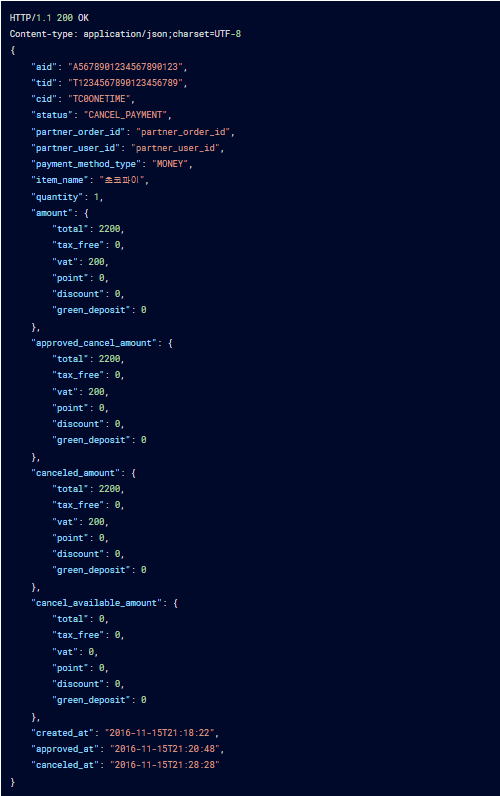 HTTP/1.1 200 OK
Content-type: application/json;charset=UTF-8
{
    "aid": "A5678901234567890123",
    "tid": "T1234567890123456789",
    "cid": "TC0ONETIME",
    "status": "CANCEL_PAYMENT",
    "partner_order_id": "partner_order_id",
    "partner_user_id": "partner_user_id",
    "payment_method_type": "MONEY",
    "item_name": "초코파이",
    "quantity": 1,
    "amount": {
        "total": 2200,
        "tax_free": 0,
        "vat": 200,
        "point": 0,
        "discount": 0,
        "green_deposit": 0
    },
    "approved_cancel_amount": {
        "total": 2200,
        "tax_free": 0,
        "vat": 200,
        "point": 0,
        "discount": 0,
        "green_deposit": 0
    },
    "canceled_amount": {
        "total": 2200,
        "tax_free": 0,
        "vat": 200,
        "point": 0,
        "discount": 0,
        "green_deposit": 0
    },
    "cancel_available_amount": {
        "total": 0,
        "tax_free": 0,
        "vat": 0,
        "point": 0,
        "discount": 0,
        "green_deposit": 0
    },
    "created_at": "2016-11-15T21:18:22",
    "approved_at": "2016-11-15T21:20:48",
    "canceled_at": "2016-11-15T21:28:28"
}